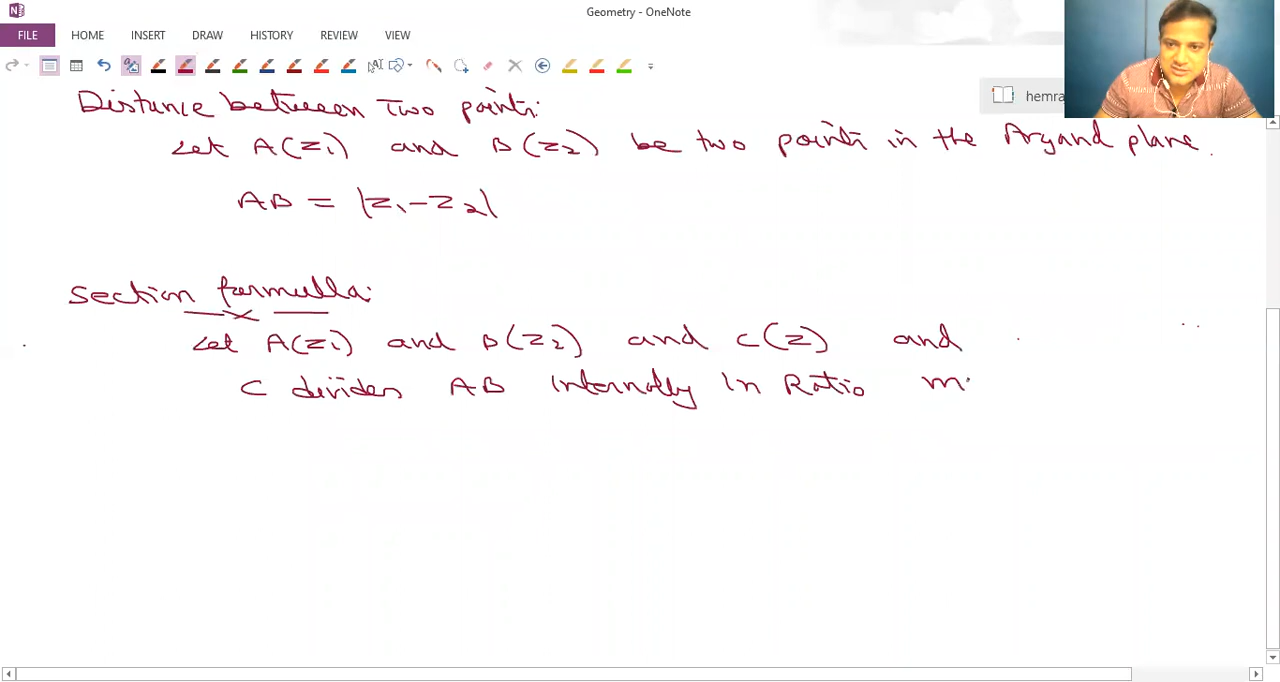 Geometry - OneNote
FILE HOME INSERT DRAW HISTORY REVIEW VIEW
hemra
Distance between Two points:
Let A(z1) and B(z2) be two points in the Argand plane.
AB = |z1-z2|
section formulla:
Let A(z1) and B(z2) and C(z) and
C divides AB internally in Ratio m: